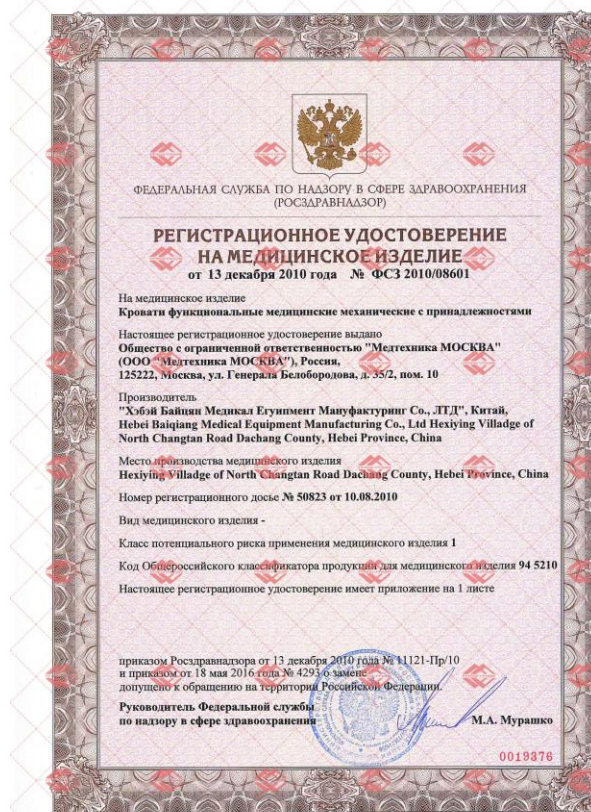 ФЕДЕРАЛЬНАЯ СЛУЖБА ПО НАДЗОРУ В СФЕРЕ ЗДРАВООХРАНЕНИЯ
(РОСЗДРАВНАДЗОР)
РЕГИСТРАЦИОННОЕ УДОСТОВЕРЕНИЕ
НА МЕДИЦИНСКОЕ ИЗДЕЛИЕ
от 13 декабря 2010 года № ФСЗ 2010/08601
На медицинское изделие
Кровати функциональные медицинские механические с принадлежностями
Настоящее регистрационное удостоверение выдано
Общество с ограниченной ответственностью "Медтехника МОСКВА"
(ООО "Медтехника МОСКВА"), Россия,
125222, Москва, ул. Генерала Белобородова, д. 35/2, пом. 10
Производитель
"Хэбэй Байцян Медикал Егуипмент Мануфактуринг Со., ЛТД", Китай,
Hebei Baiqiang Medical Equipment Manufacturing Co., Ltd Hexiying Villadge of
North Changtan Road Dachang County, Hebei Province, China
Место производства медицинского изделия
Hexiying Villadge of North Changtan Road Dachang County, Hebei Province, China
Номер регистрационного досье № 50823 от 10.08.2010
Вид медицинского изделия -
Класс потенциального риска применения медицинского изделия 1
Код Общероссийского классификатора продукции для медицинского изделия 94 5210
Настоящее регистрационное удостоверение имеет приложение на 1 листе
приказом Росздравнадзора от 13 декабря 2010 года № 11121-Пр/10
и приказом от 18 мая 2016 года № 4293 о замене
допущено к обращению на территории Российской Федерации.
Руководитель Федеральной службы
по надзору в сфере здравоохранения
М.А. Мурашко
0019376